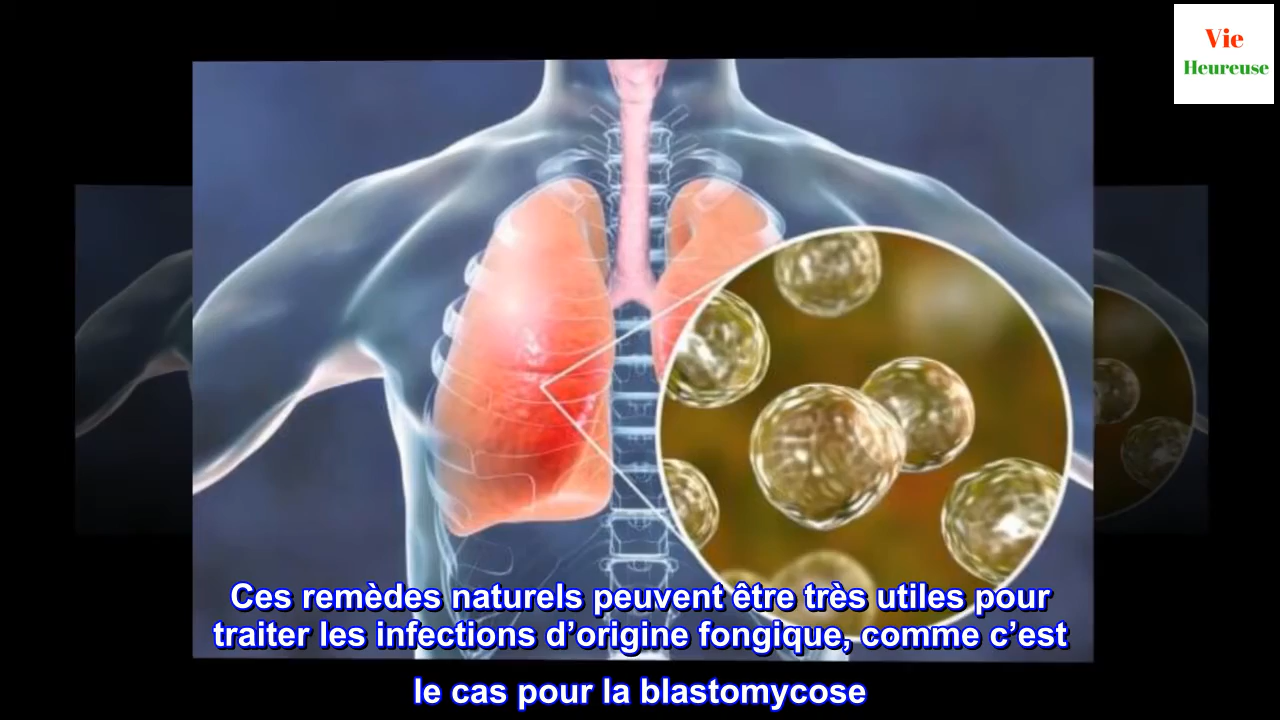 Vie
Heureuse
Ces remèdes naturels peuvent être très utiles pour
traiter les infections d’origine fongique, comme c’est
le cas pour la blastomycose